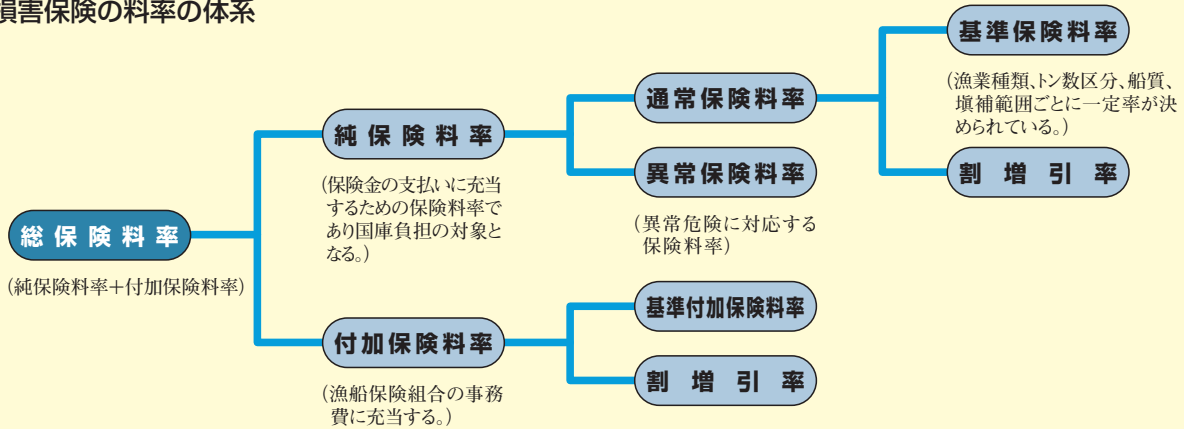 損害保険の料率の体系
総保険料率
(純保険料率＋付加保険料率)
純保険料率
(保険金の支払いに充当
するための保険料率で
あり国庫負担の対象と
なる。)
付加保険料率
(漁船保険組合の事務
費に充当する。)
通常保険料率
異常保険料率
(異常危険に対応する
保険料率)
基準付加保険料率
割増引率
基準保険料率
(漁業種類、トン数区分、船質、
塡補範囲ごとに一定率が決
められている。)
割増引率